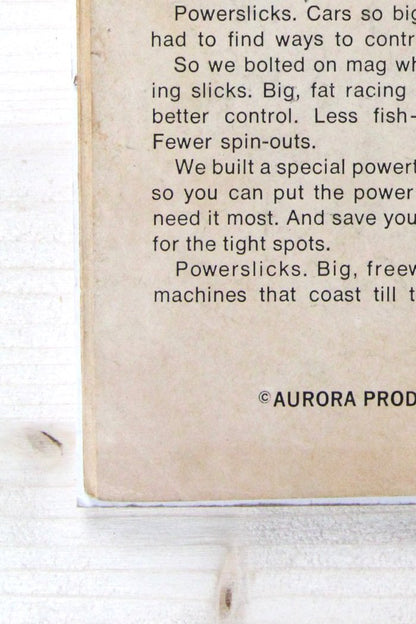 Powerslicks. Cars so big
had to find ways to contr
So we bolted on mag wh
ing slicks. Big, fat racing
better control. Less fish-
Fewer spin-outs.
We built a special powert
so you can put the power
need it most. And save you
for the tight spots.
Powerslicks. Big, freew
machines that coast till t
©AURORA PROD